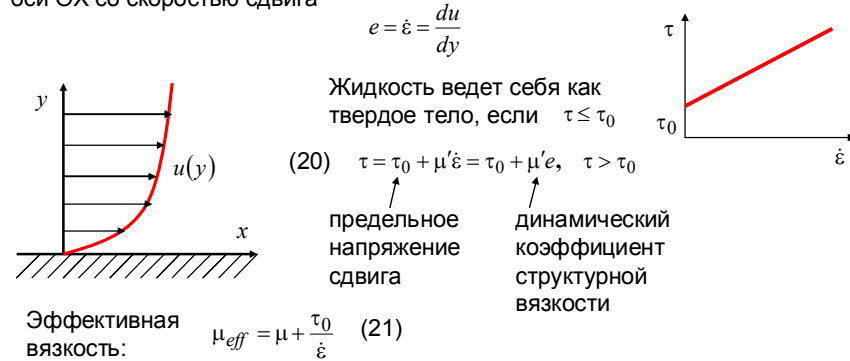 оси ОХ со скоростью сдвига
e = ε̇ = du/dy
τ
τ₀
ε̇
Жидкость ведет себя как
твердое тело, если τ ≤ τ₀
y
u(y)
x
(20) τ = τ₀ + μ′ε̇ = τ₀ + μ′e, τ > τ₀
предельное
напряжение
сдвига
динамический
коэффициент
структурной
вязкости
Эффективная
вязкость:
μ_eff = μ + τ₀/ε̇ (21)